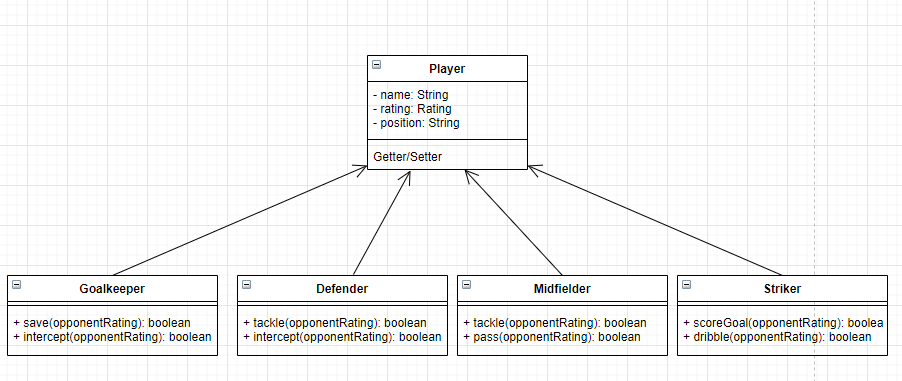 Player
- name: String
- rating: Rating
- position: String
Getter/Setter
Goalkeeper
+ save(opponentRating): boolean
+ intercept(opponentRating): boolean
Defender
+ tackle(opponentRating): boolean
+ intercept(opponentRating): boolean
Midfielder
+ tackle(opponentRating): boolean
+ pass(opponentRating): boolean
Striker
+ scoreGoal(opponentRating): boolea
+ dribble(opponentRating): boolean